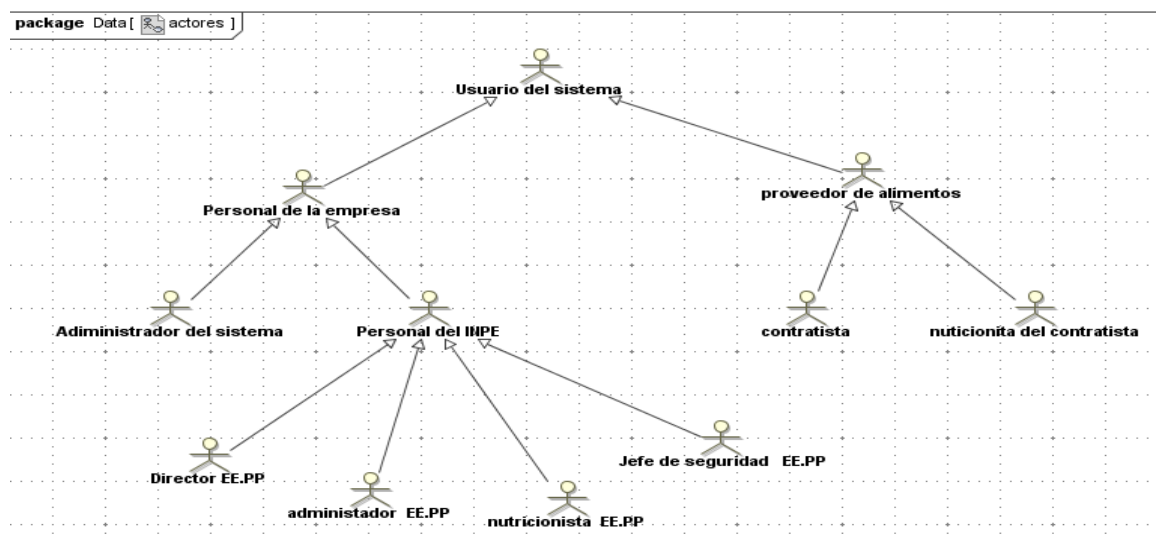 package Data [ actores ]
Usuario del sistema
proveedor de alimentos
Personal de la empresa
Adiministrador del sistema
Personal del INPE
contratista
nuticionita del contratista
Jefe de seguridad EE.PP
Director EE.PP
administador EE.PP
nutricionista EE.PP